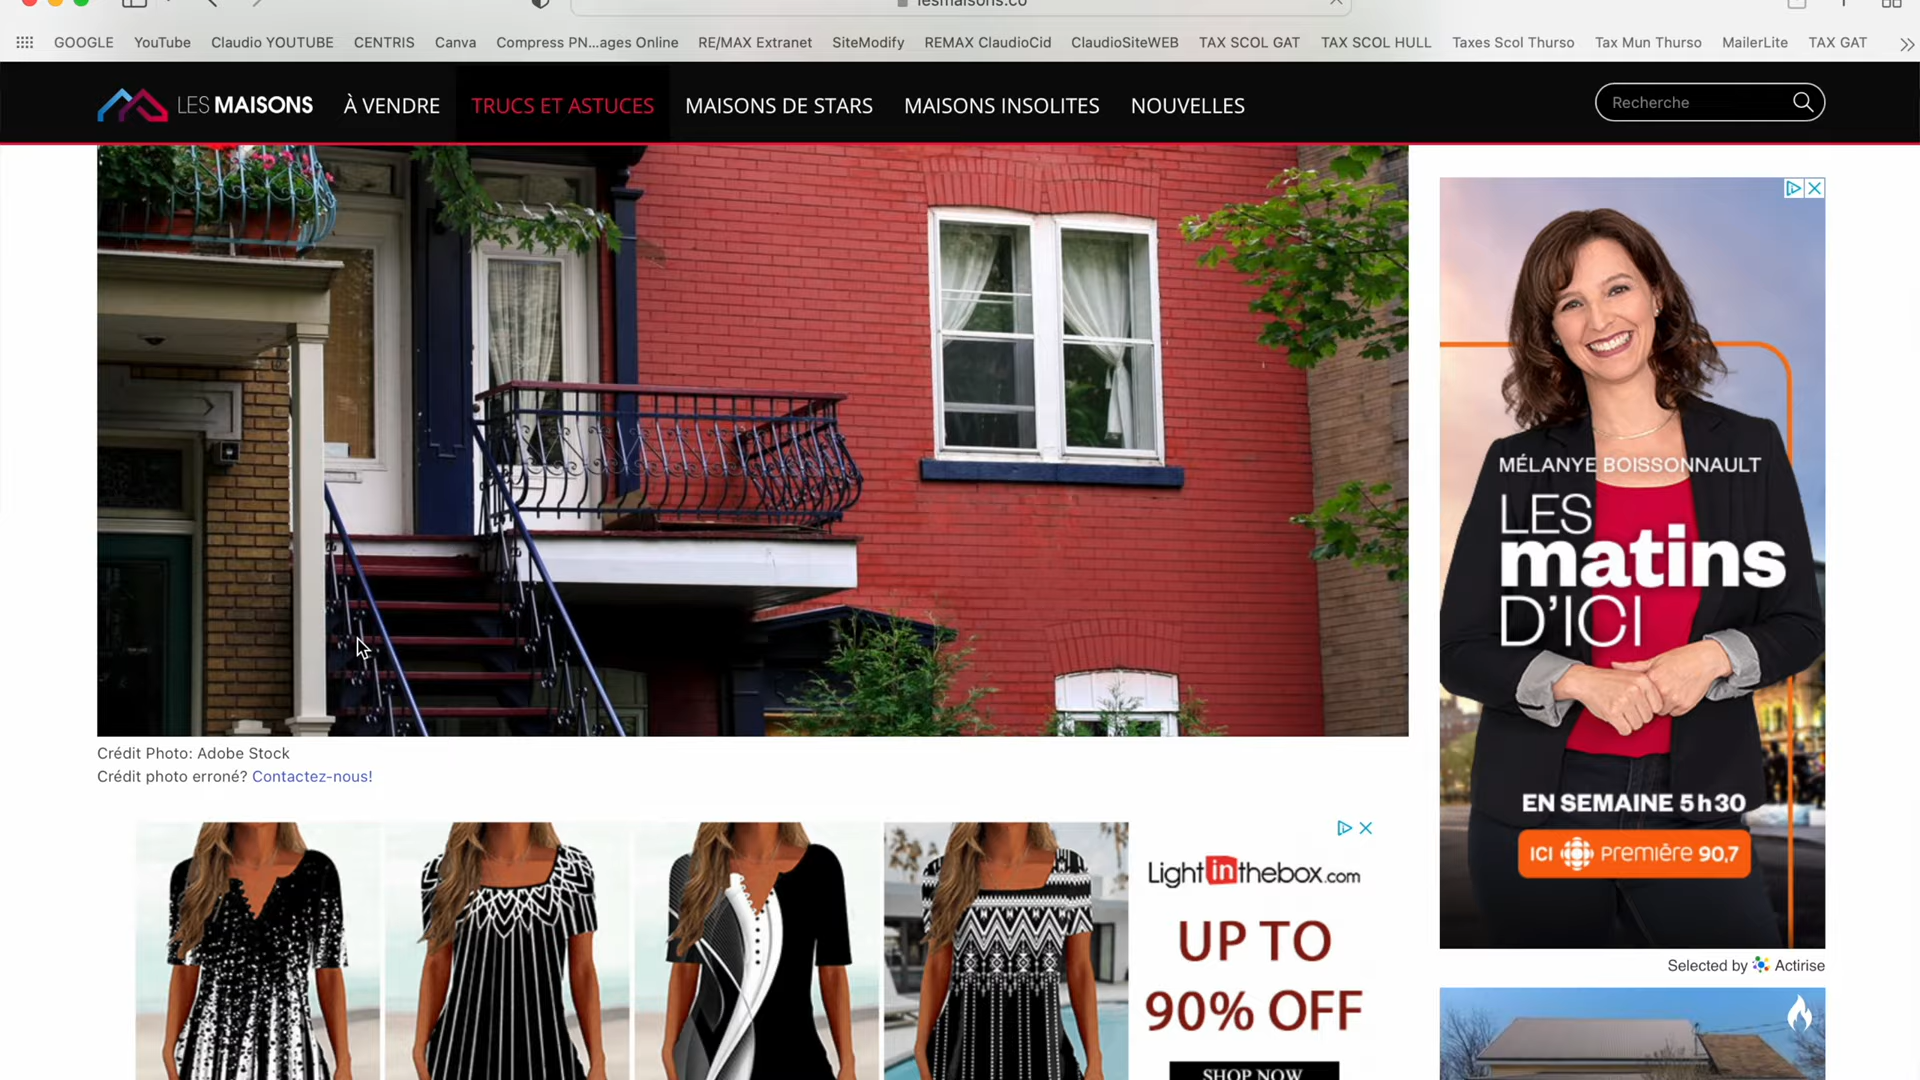 lesmaisons.co
GOOGLE YouTube Claudio YOUTUBE CENTRIS Canva Compress PN...ages Online RE/MAX Extranet SiteModify REMAX ClaudioCid ClaudioSiteWEB TAX SCOL GAT TAX SCOL HULL Taxes Scol Thurso Tax Mun Thurso MailerLite TAX GAT
LES MAISONS À VENDRE TRUCS ET ASTUCES MAISONS DE STARS MAISONS INSOLITES NOUVELLES Recherche
MÉLANYE BOISSONNAULT
LES
matins
D'ICI
EN SEMAINE 5h30
ICI première 90,7
Selected by Actirise
Crédit Photo: Adobe Stock
Crédit photo erroné? Contactez-nous!
Lightinthebox.com
UP TO
90% OFF
SHOP NOW